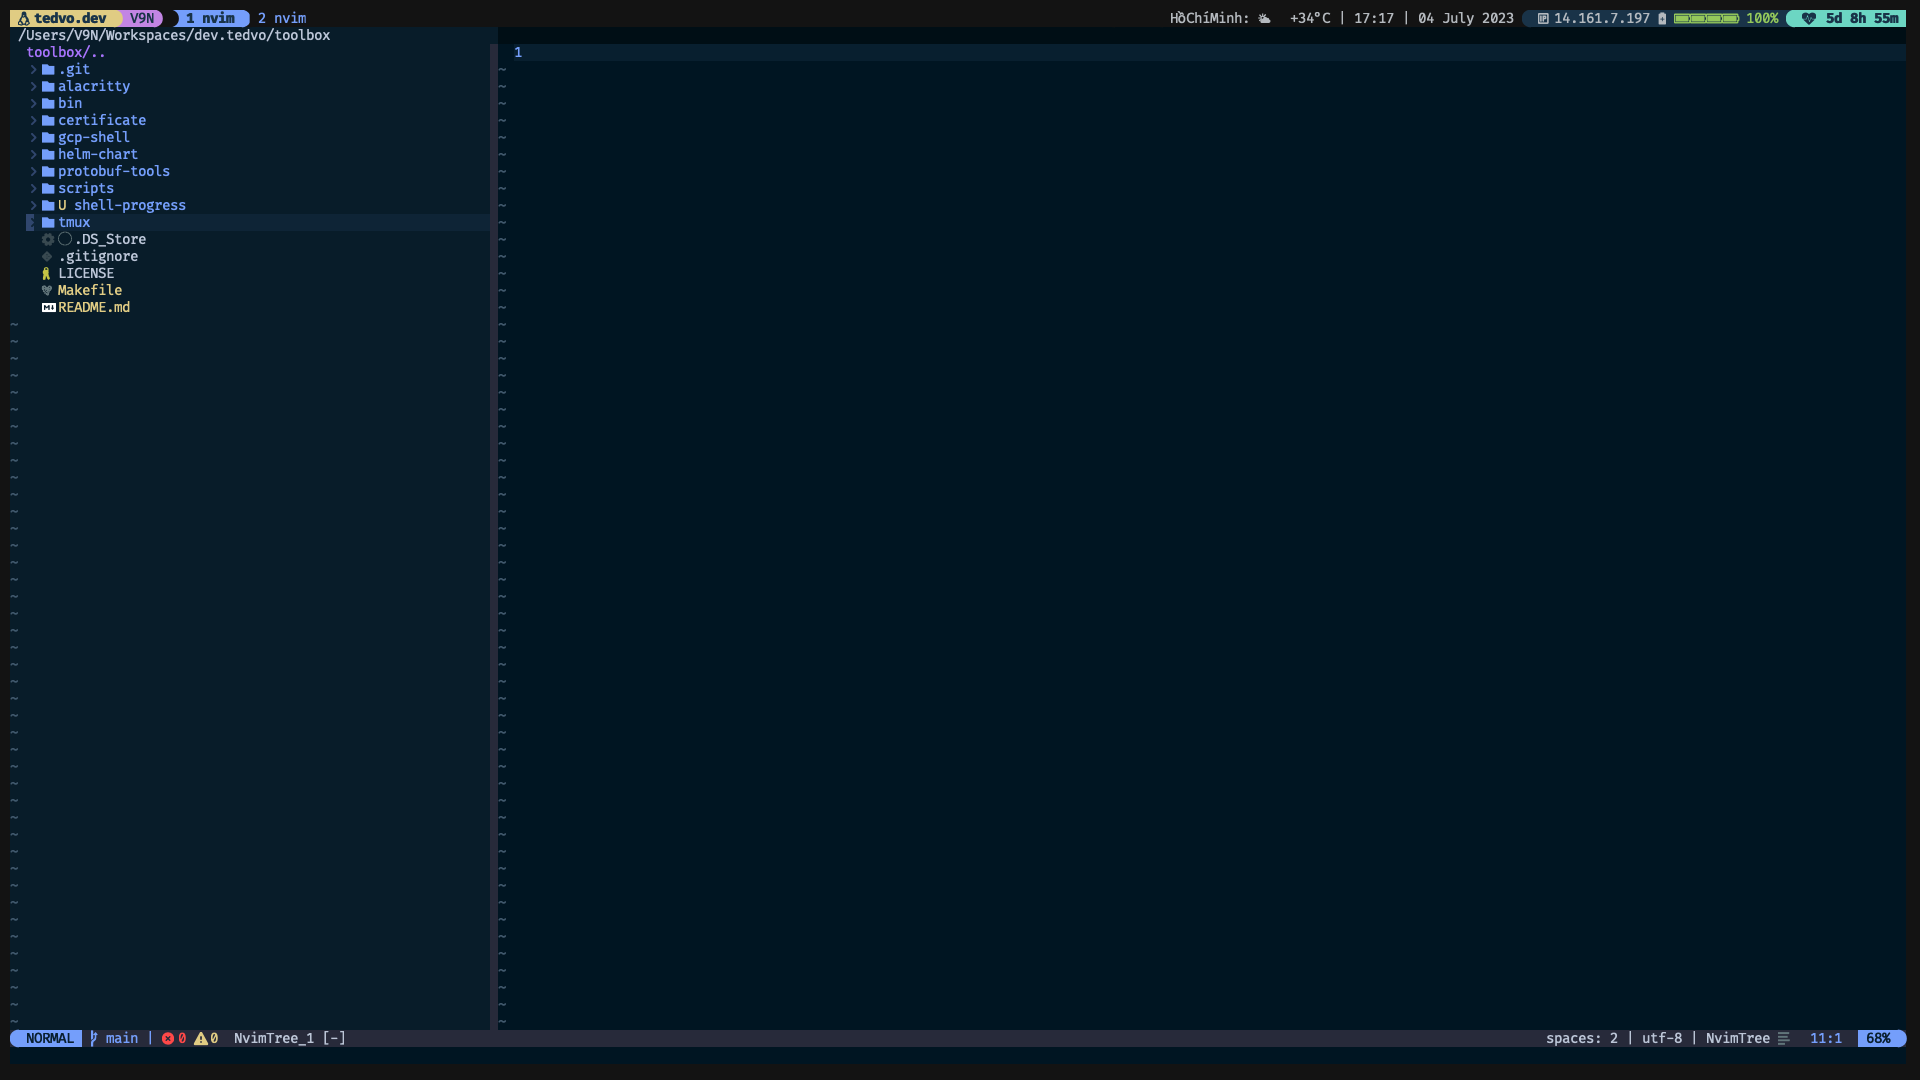 tedvo.dev V9N 1 nvim 2 nvim HồChíMinh: +34°C | 17:17 | 04 July 2023 IP 14.161.7.197 100% 5d 8h 55m
/Users/V9N/Workspaces/dev.tedvo/toolbox
toolbox/..
1
.git
alacritty
bin
certificate
gcp-shell
helm-chart
protobuf-tools
scripts
U shell-progress
tmux
.DS_Store
.gitignore
LICENSE
Makefile
README.md
NORMAL main | 0 0 NvimTree_1 [-] spaces: 2 | utf-8 | NvimTree 11:1 68%